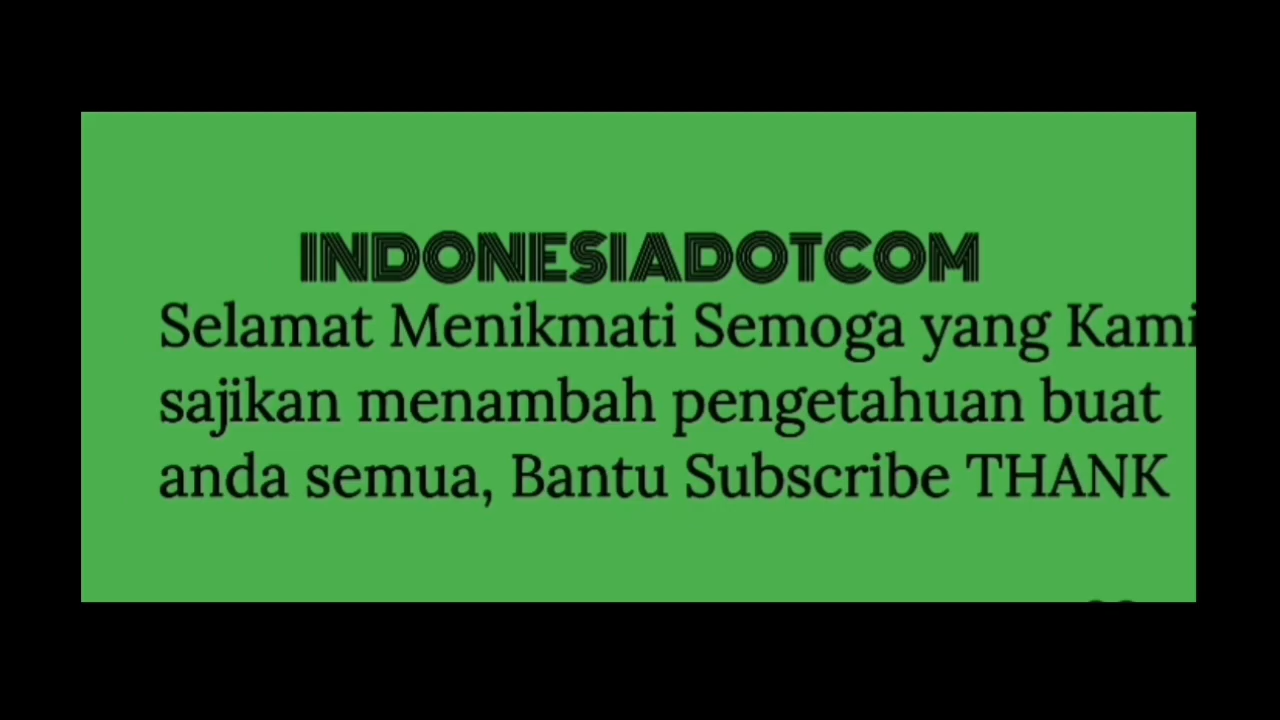 INDONESIADOTCOM
Selamat Menikmati Semoga yang Kami
sajikan menambah pengetahuan buat
anda semua, Bantu Subscribe THANK